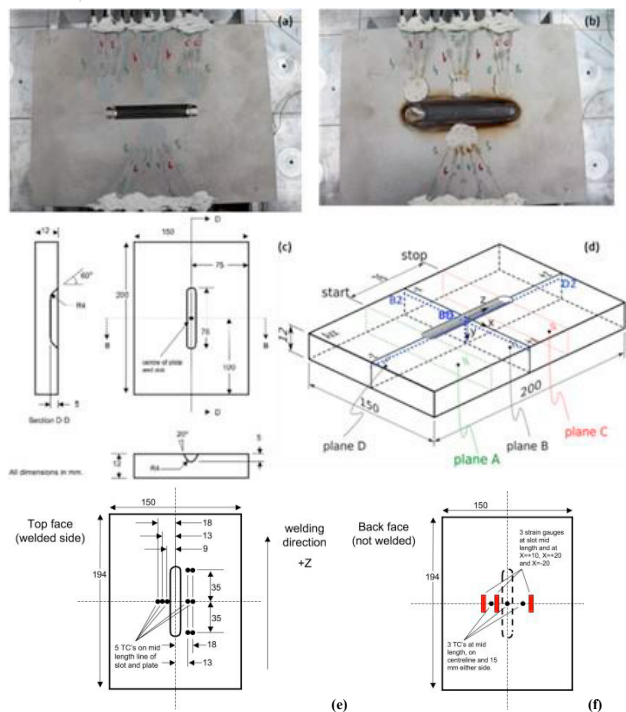 (a)
(b)
12
150
D
(c)
75
60°
R4
200
76
B
B
centre of plate
and slot
100
5
Section D-D
D
20°
5
12
R4
All dimensions in mm.
(d)
stop
start
B2
D2
z
x
y
12
150
200
plane D
plane A
plane B
plane C
150
Top face
(welded side)
18
13
9
194
35
35
5 TC's on mid
length line of
slot and plate
18
13
welding
direction
+Z
(e)
150
Back face
(not welded)
3 strain gauges
at slot mid
length and at
X=+10, X=+20
and X=-20
194
3 TC's at mid
length, on
centreline and 15
mm either side.
(f)